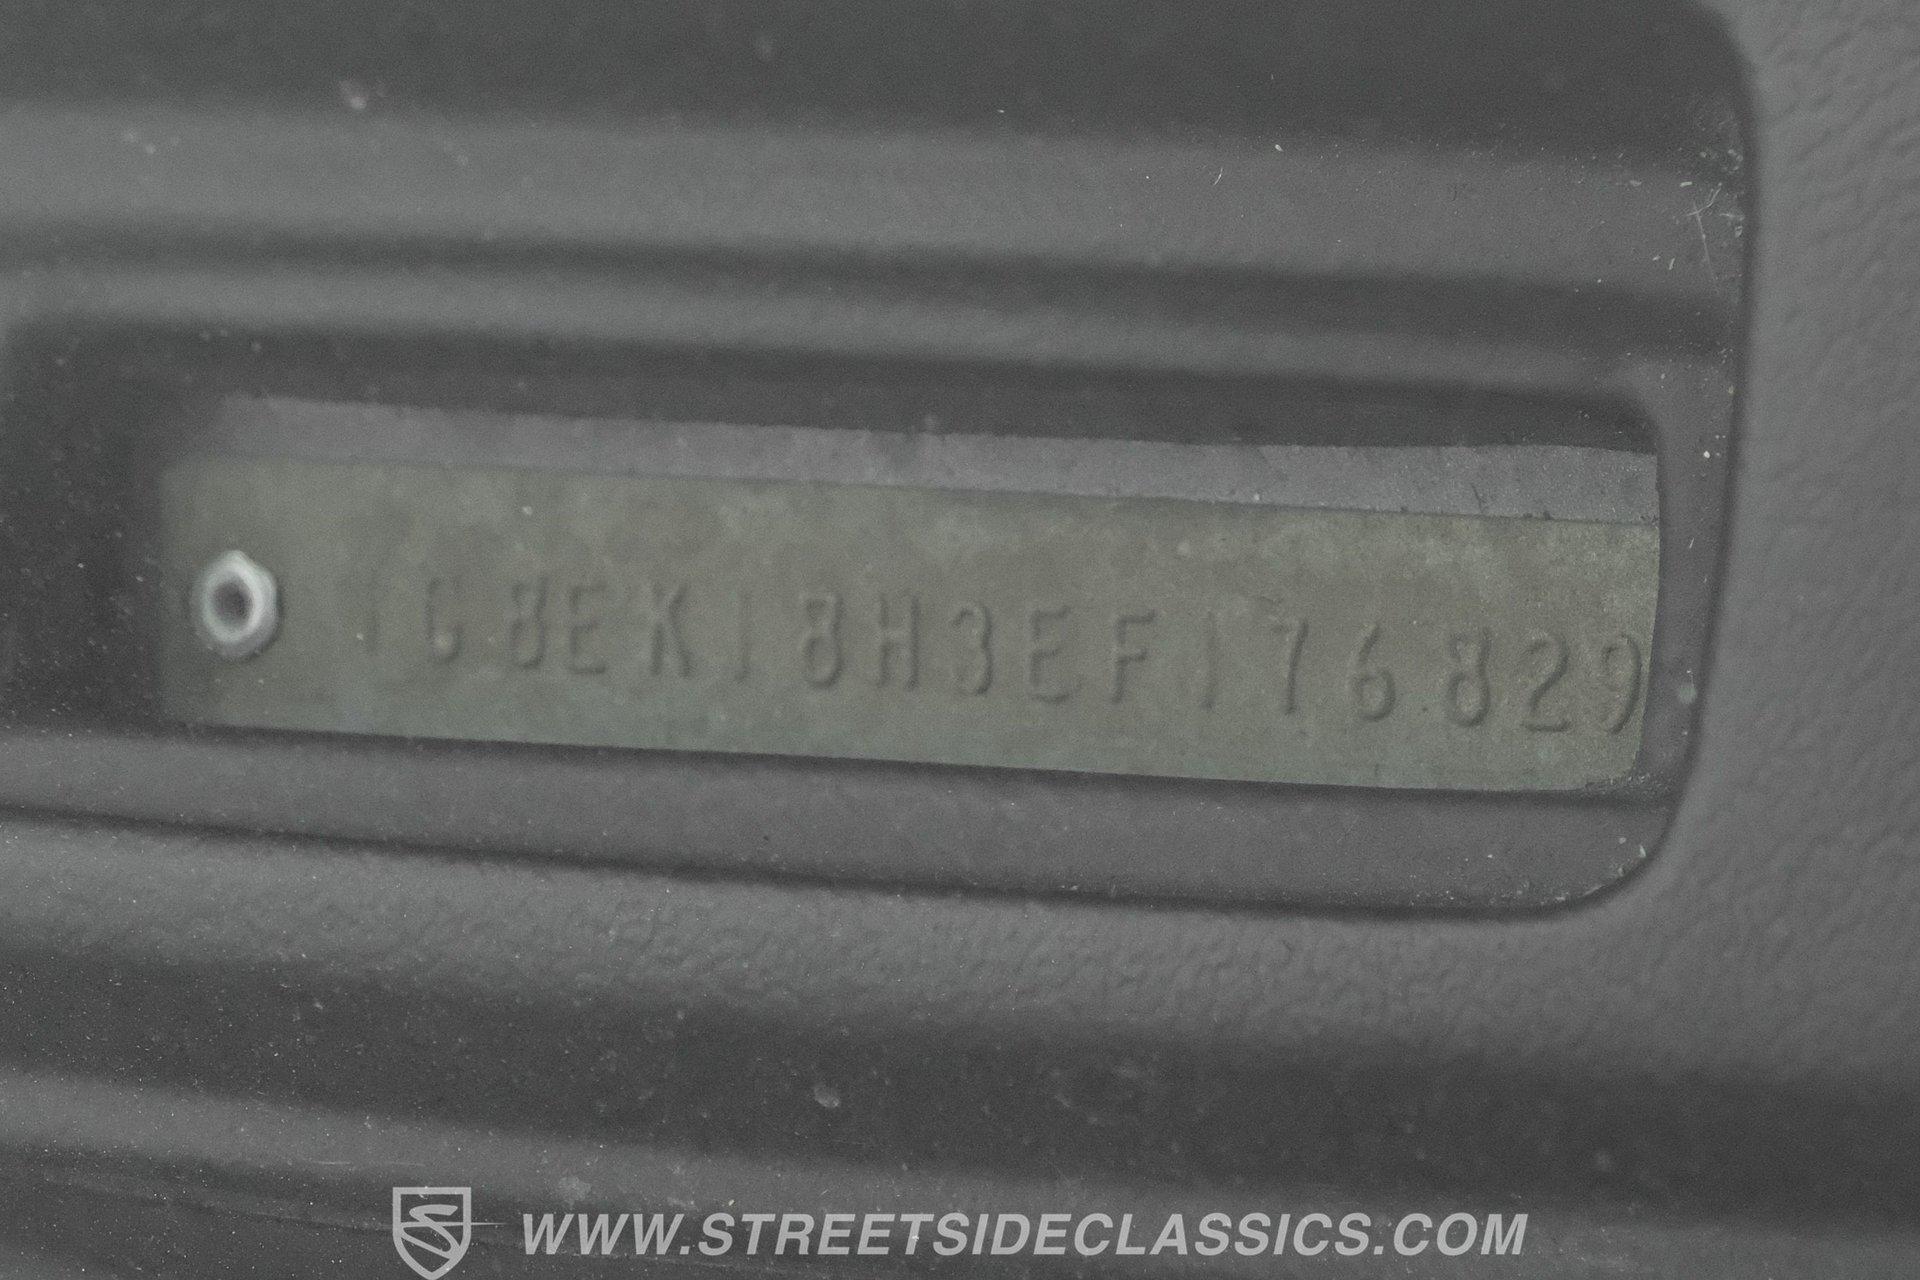 1G8EK18H3EF176829
WWW.STREETSIDECLASSICS.COM